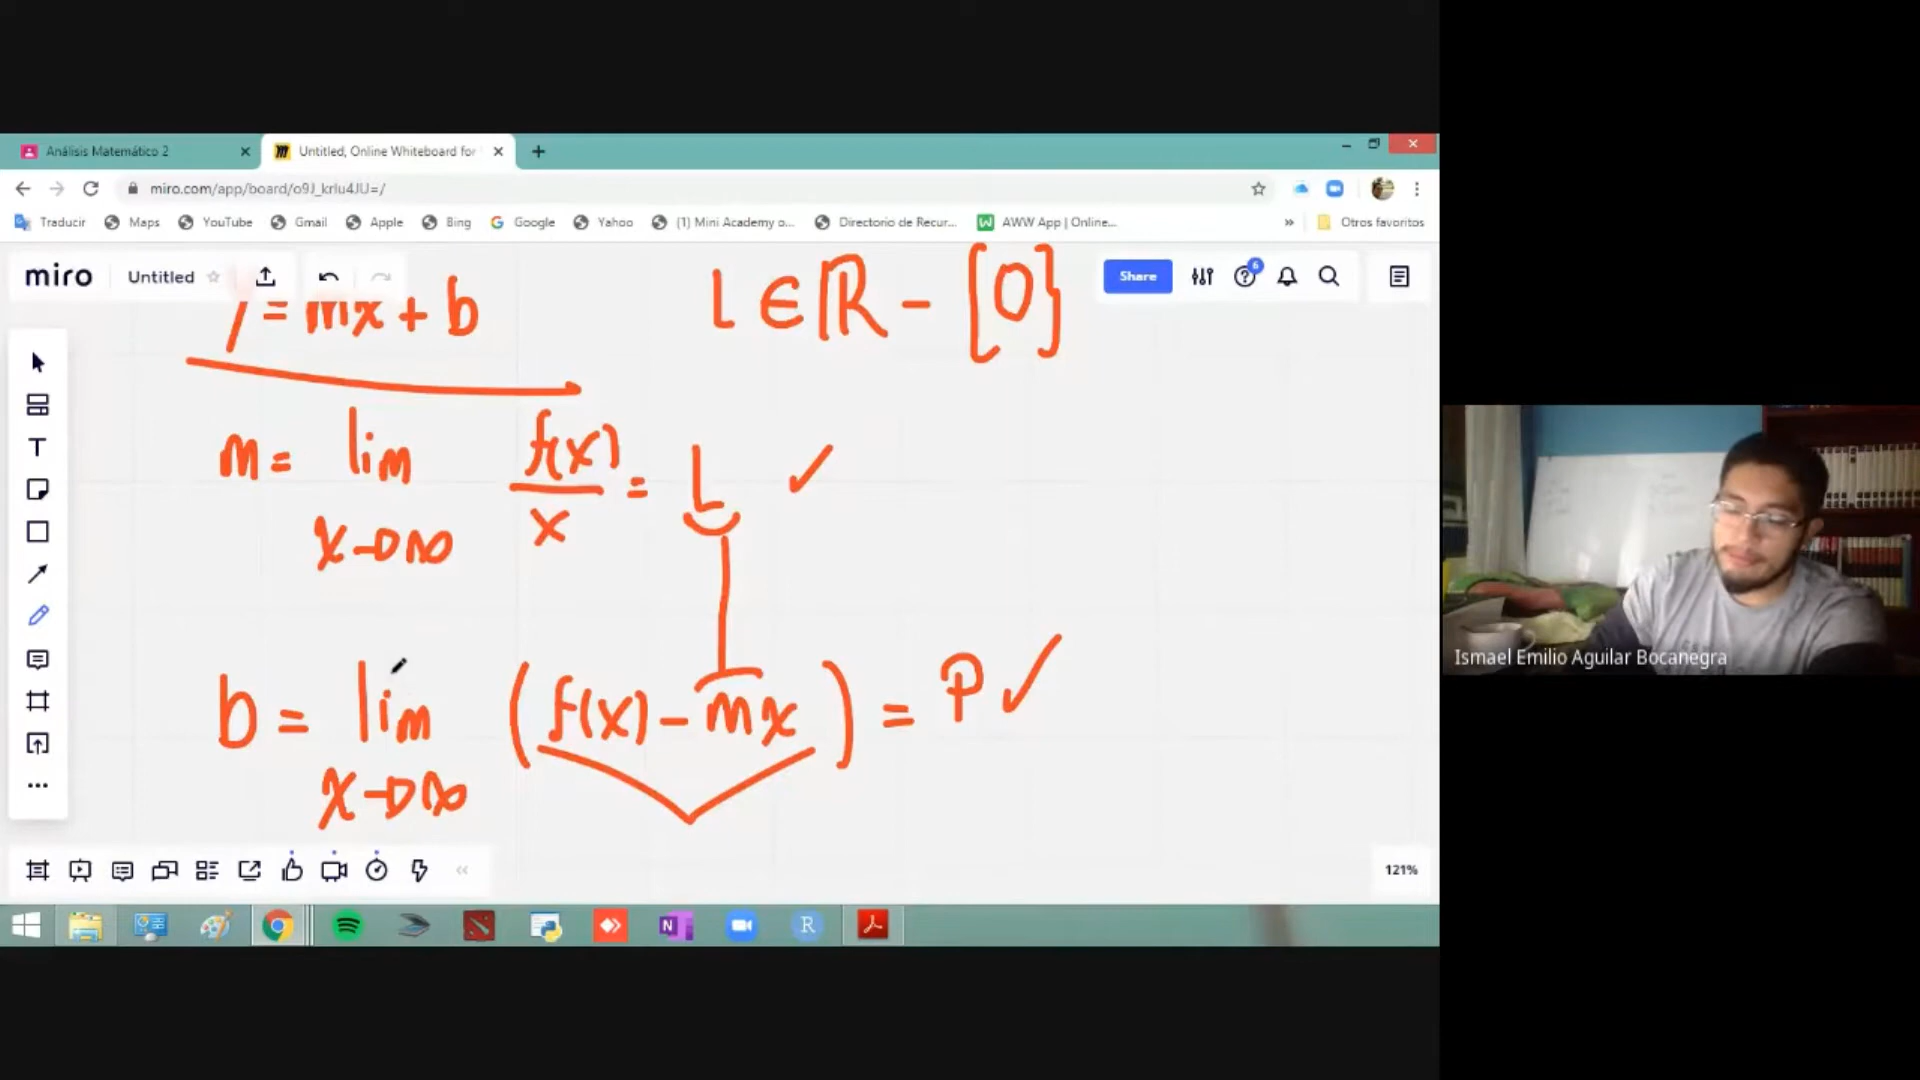 Análisis Matemático 2
Untitled, Online Whiteboard for
miro.com/app/board/o9J_krlu4JU=/
Traducir Maps YouTube Gmail Apple Bing Google Yahoo (1) Mini Academy o... Directorio de Recur... AWW App | Online... » Otros favoritos
miro Untitled Share 6
y = mx + b
L ∈ ℝ - {0}
m = lim f(x) = L ✓
x→∞ x
b = lim (f(x) - mx) = P ✓
x→∞
121%
Ismael Emilio Aguilar Bocanegra